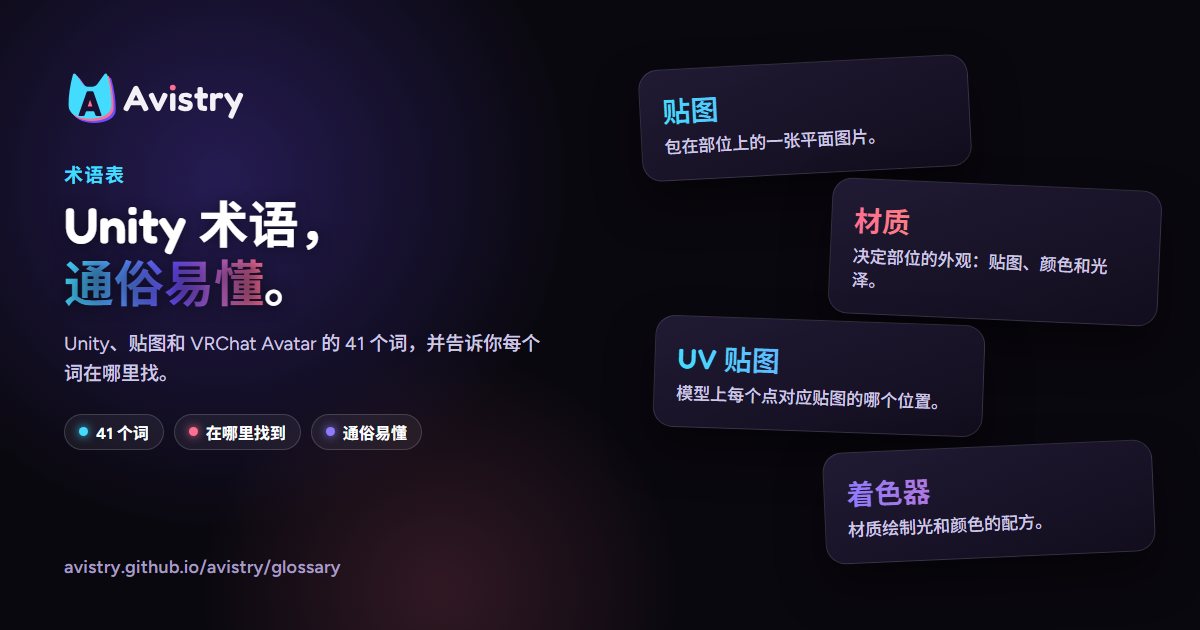 Avistry
术语表
Unity 术语，
通俗易懂。
Unity、贴图和 VRChat Avatar 的 41 个词，并告诉你每个
词在哪里找。
41 个词
在哪里找到
通俗易懂
avistry.github.io/avistry/glossary
贴图
包在部位上的一张平面图片。
材质
决定部位的外观：贴图、颜色和光
泽。
UV 贴图
模型上每个点对应贴图的哪个位置。
着色器
材质绘制光和颜色的配方。